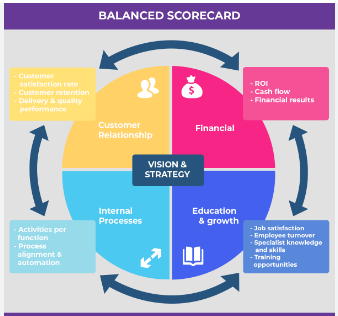 BALANCED SCORECARD
- Customer
satisfaction rate
- Customer retention
- Delivery & quality
performance
- ROI
- Cash flow
- Financial results
$
Customer
Relationship
Financial
VISION &
STRATEGY
Internal
Processes
Education
& growth
- Activities per
function
- Process
alignment &
automation
- Job satisfaction
- Employee turnover
- Specialist knowledge
and skills
- Training
opportunities